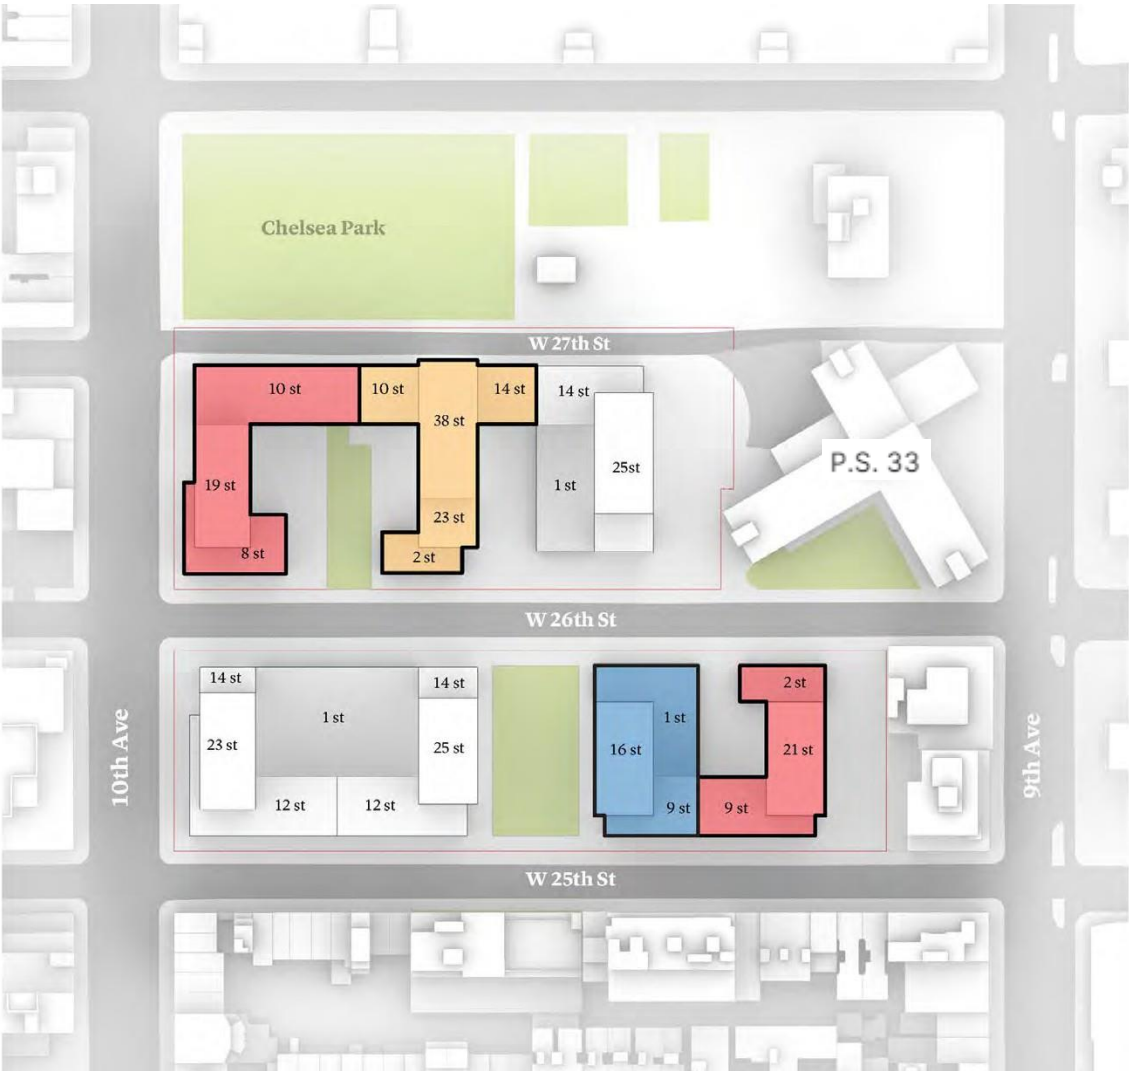 Chelsea Park
W 27th St
10 st
10 st
14 st
14 st
38 st
P.S. 33
25st
19 st
1 st
23 st
8 st
2 st
W 26th St
14 st
14 st
2 st
1 st
1 st
23 st
25 st
16 st
21 st
10th Ave
9th Ave
12 st
12 st
9 st
9 st
W 25th St